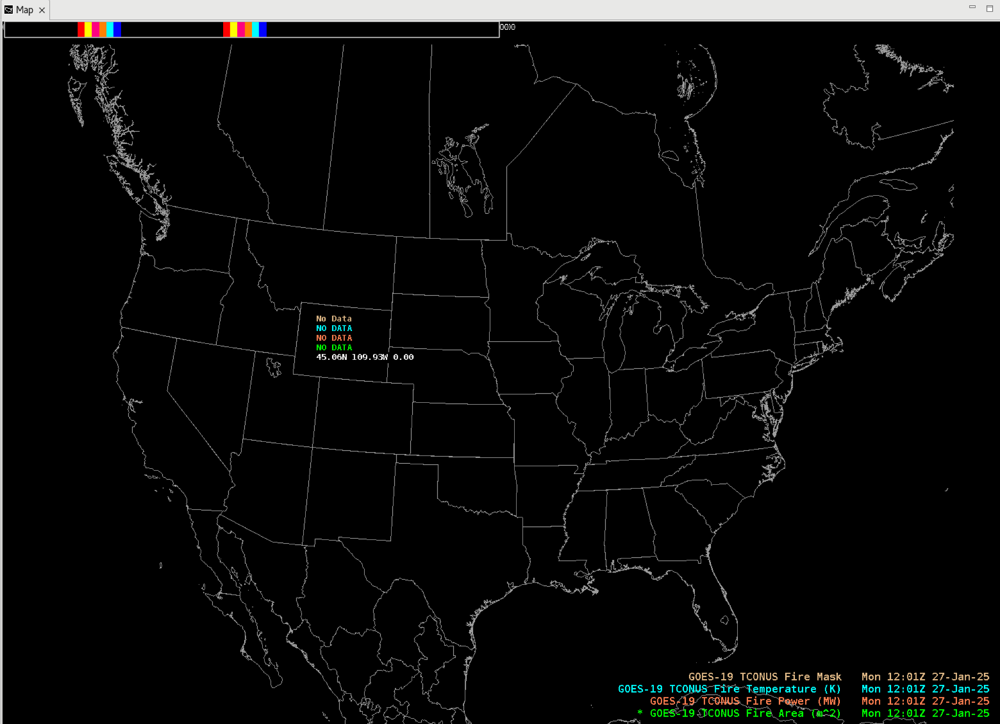 Map
No Data
NO DATA
NO DATA
NO DATA
45.06N 109.93W 0.00
GOES-19 TCONUS Fire Mask Mon 12:01Z 27-Jan-25
GOES-19 TCONUS Fire Temperature (K) Mon 12:01Z 27-Jan-25
GOES-19 TCONUS Fire Power (MW) Mon 12:01Z 27-Jan-25
* GOES-19 TCONUS Fire Area (m^2) Mon 12:01Z 27-Jan-25